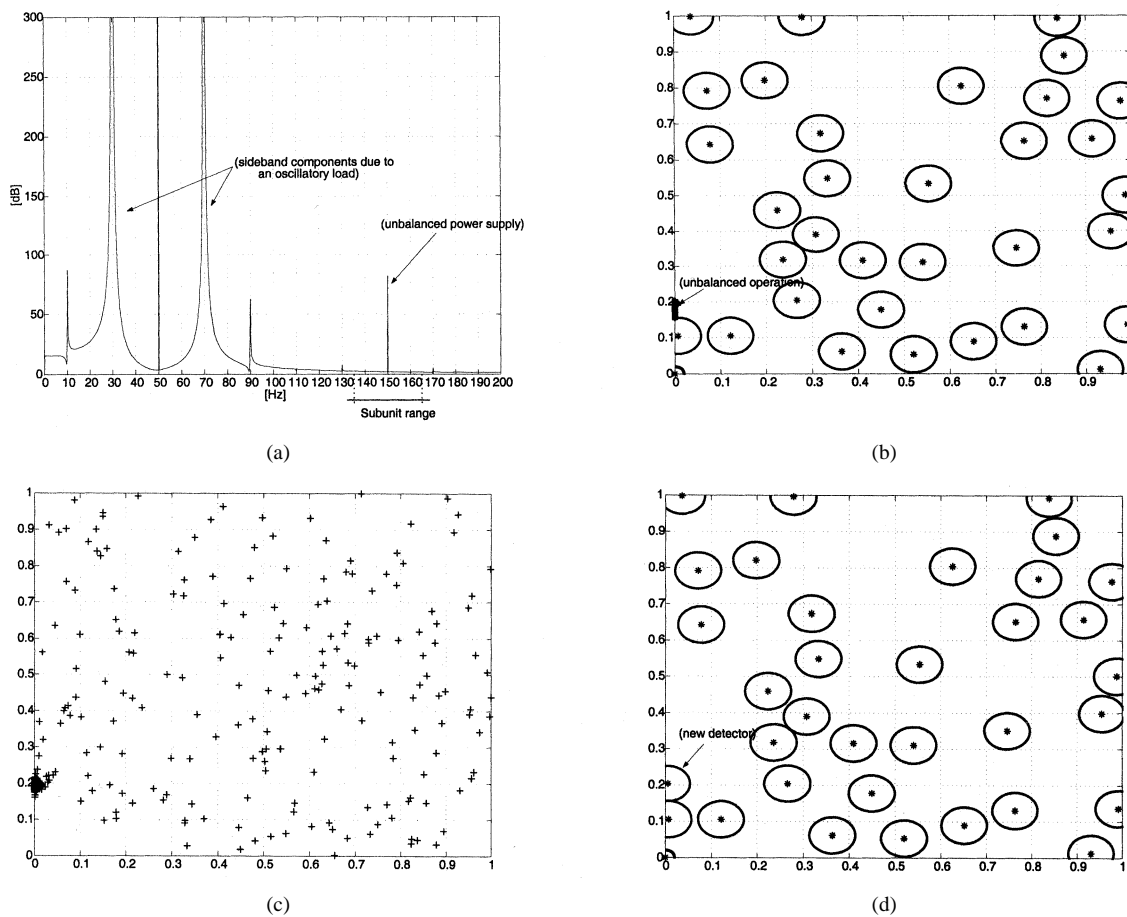 300
250
200
150
100
50
0
[dB]
(sideband components due to
an oscillatory load)
(unbalanced power supply)
0 10 20 30 40 50 60 70 80 90 100 110 120 130 140 150 160 170 180 190 200
[Hz]
Subunit range
(a)
1
0.9
0.8
0.7
0.6
0.5
0.4
0.3
0.2
0.1
0
(unbalanced operation)
0 0.1 0.2 0.3 0.4 0.5 0.6 0.7 0.8 0.9
(b)
1
0.9
0.8
0.7
0.6
0.5
0.4
0.3
0.2
0.1
0
0 0.1 0.2 0.3 0.4 0.5 0.6 0.7 0.8 0.9 1
(c)
1
0.9
0.8
0.7
0.6
0.5
0.4
0.3
0.2
0.1
0
(new detector)
0 0.1 0.2 0.3 0.4 0.5 0.6 0.7 0.8 0.9 1
(d)